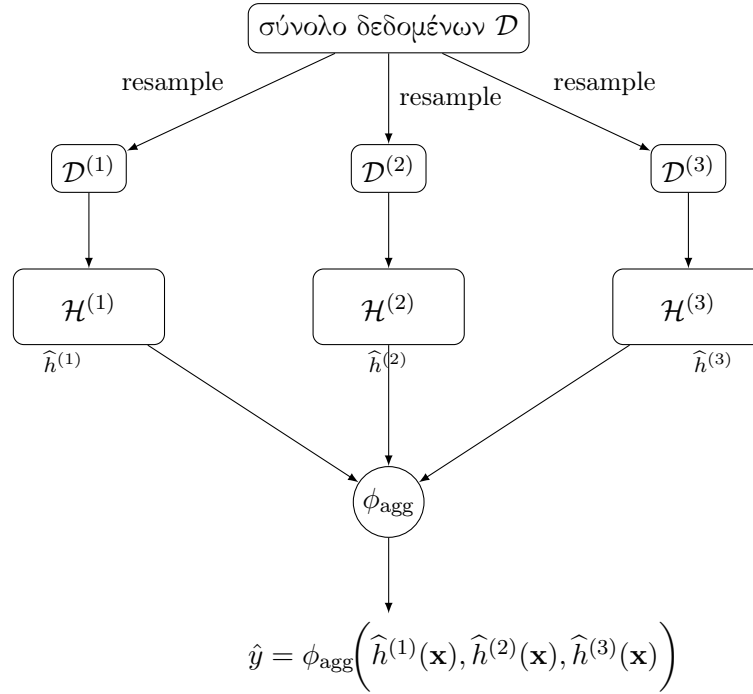 σύνολο δεδομένων 𝒟
resample
resample
resample
𝒟⁽¹⁾
𝒟⁽²⁾
𝒟⁽³⁾
ℋ⁽¹⁾
ℋ⁽²⁾
ℋ⁽³⁾
ĥ⁽¹⁾
ĥ⁽²⁾
ĥ⁽³⁾
ϕ_agg
ŷ = ϕ_agg(ĥ⁽¹⁾(𝐱), ĥ⁽²⁾(𝐱), ĥ⁽³⁾(𝐱))